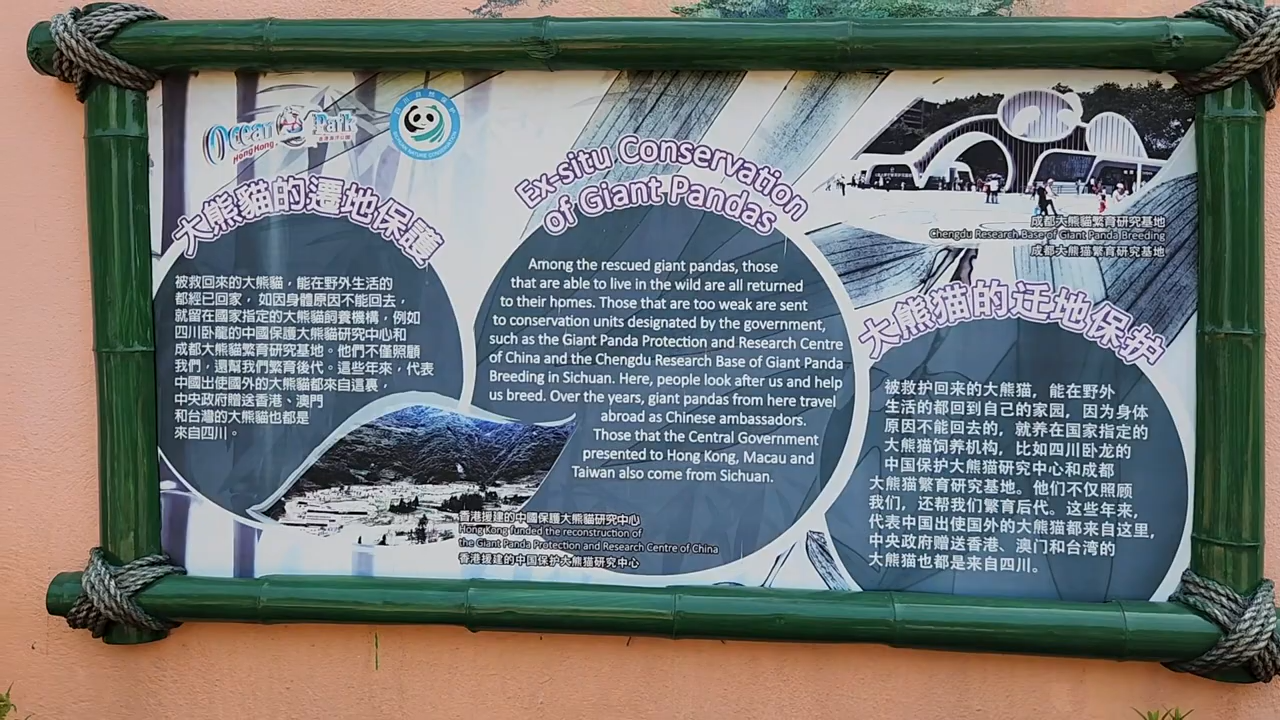 Ocean Park
Hong Kong
香港海洋公園
大熊貓的遷地保護
被救回來的大熊貓，能在野外生活的
都經已回家，如因身體原因不能回去，
就留在國家指定的大熊貓飼養機構，例如
四川卧龍的中國保護大熊貓研究中心和
成都大熊貓繁育研究基地。他們不僅照顧
我們，還幫我們繁育後代。這些年來，代表
中國出使國外的大熊貓都來自這裏，
中央政府贈送香港、澳門
和台灣的大熊貓也都是
來自四川。
Ex-situ Conservation
of Giant Pandas
Among the rescued giant pandas, those
that are able to live in the wild are all returned
to their homes. Those that are too weak are sent
to conservation units designated by the government,
such as the Giant Panda Protection and Research Centre
of China and the Chengdu Research Base of Giant Panda
Breeding in Sichuan. Here, people look after us and help
us breed. Over the years, giant pandas from here travel
abroad as Chinese ambassadors.
Those that the Central Government
presented to Hong Kong, Macau and
Taiwan also come from Sichuan.
香港援建的中國保護大熊貓研究中心
Hong Kong funded the reconstruction of
the Giant Panda Protection and Research Centre of China
香港援建的中国保护大熊猫研究中心
成都大熊貓繁育研究基地
Chengdu Research Base of Giant Panda Breeding
成都大熊猫繁育研究基地
大熊猫的迁地保护
被救护回来的大熊猫，能在野外
生活的都回到自己的家园，因为身体
原因不能回去的，就养在国家指定的
大熊猫饲养机构，比如四川卧龙的
中国保护大熊猫研究中心和成都
大熊猫繁育研究基地。他们不仅照顾
我们，还帮我们繁育后代。这些年来，
代表中国出使国外的大熊猫都来自这里，
中央政府赠送香港、澳门和台湾的
大熊猫也都是来自四川。